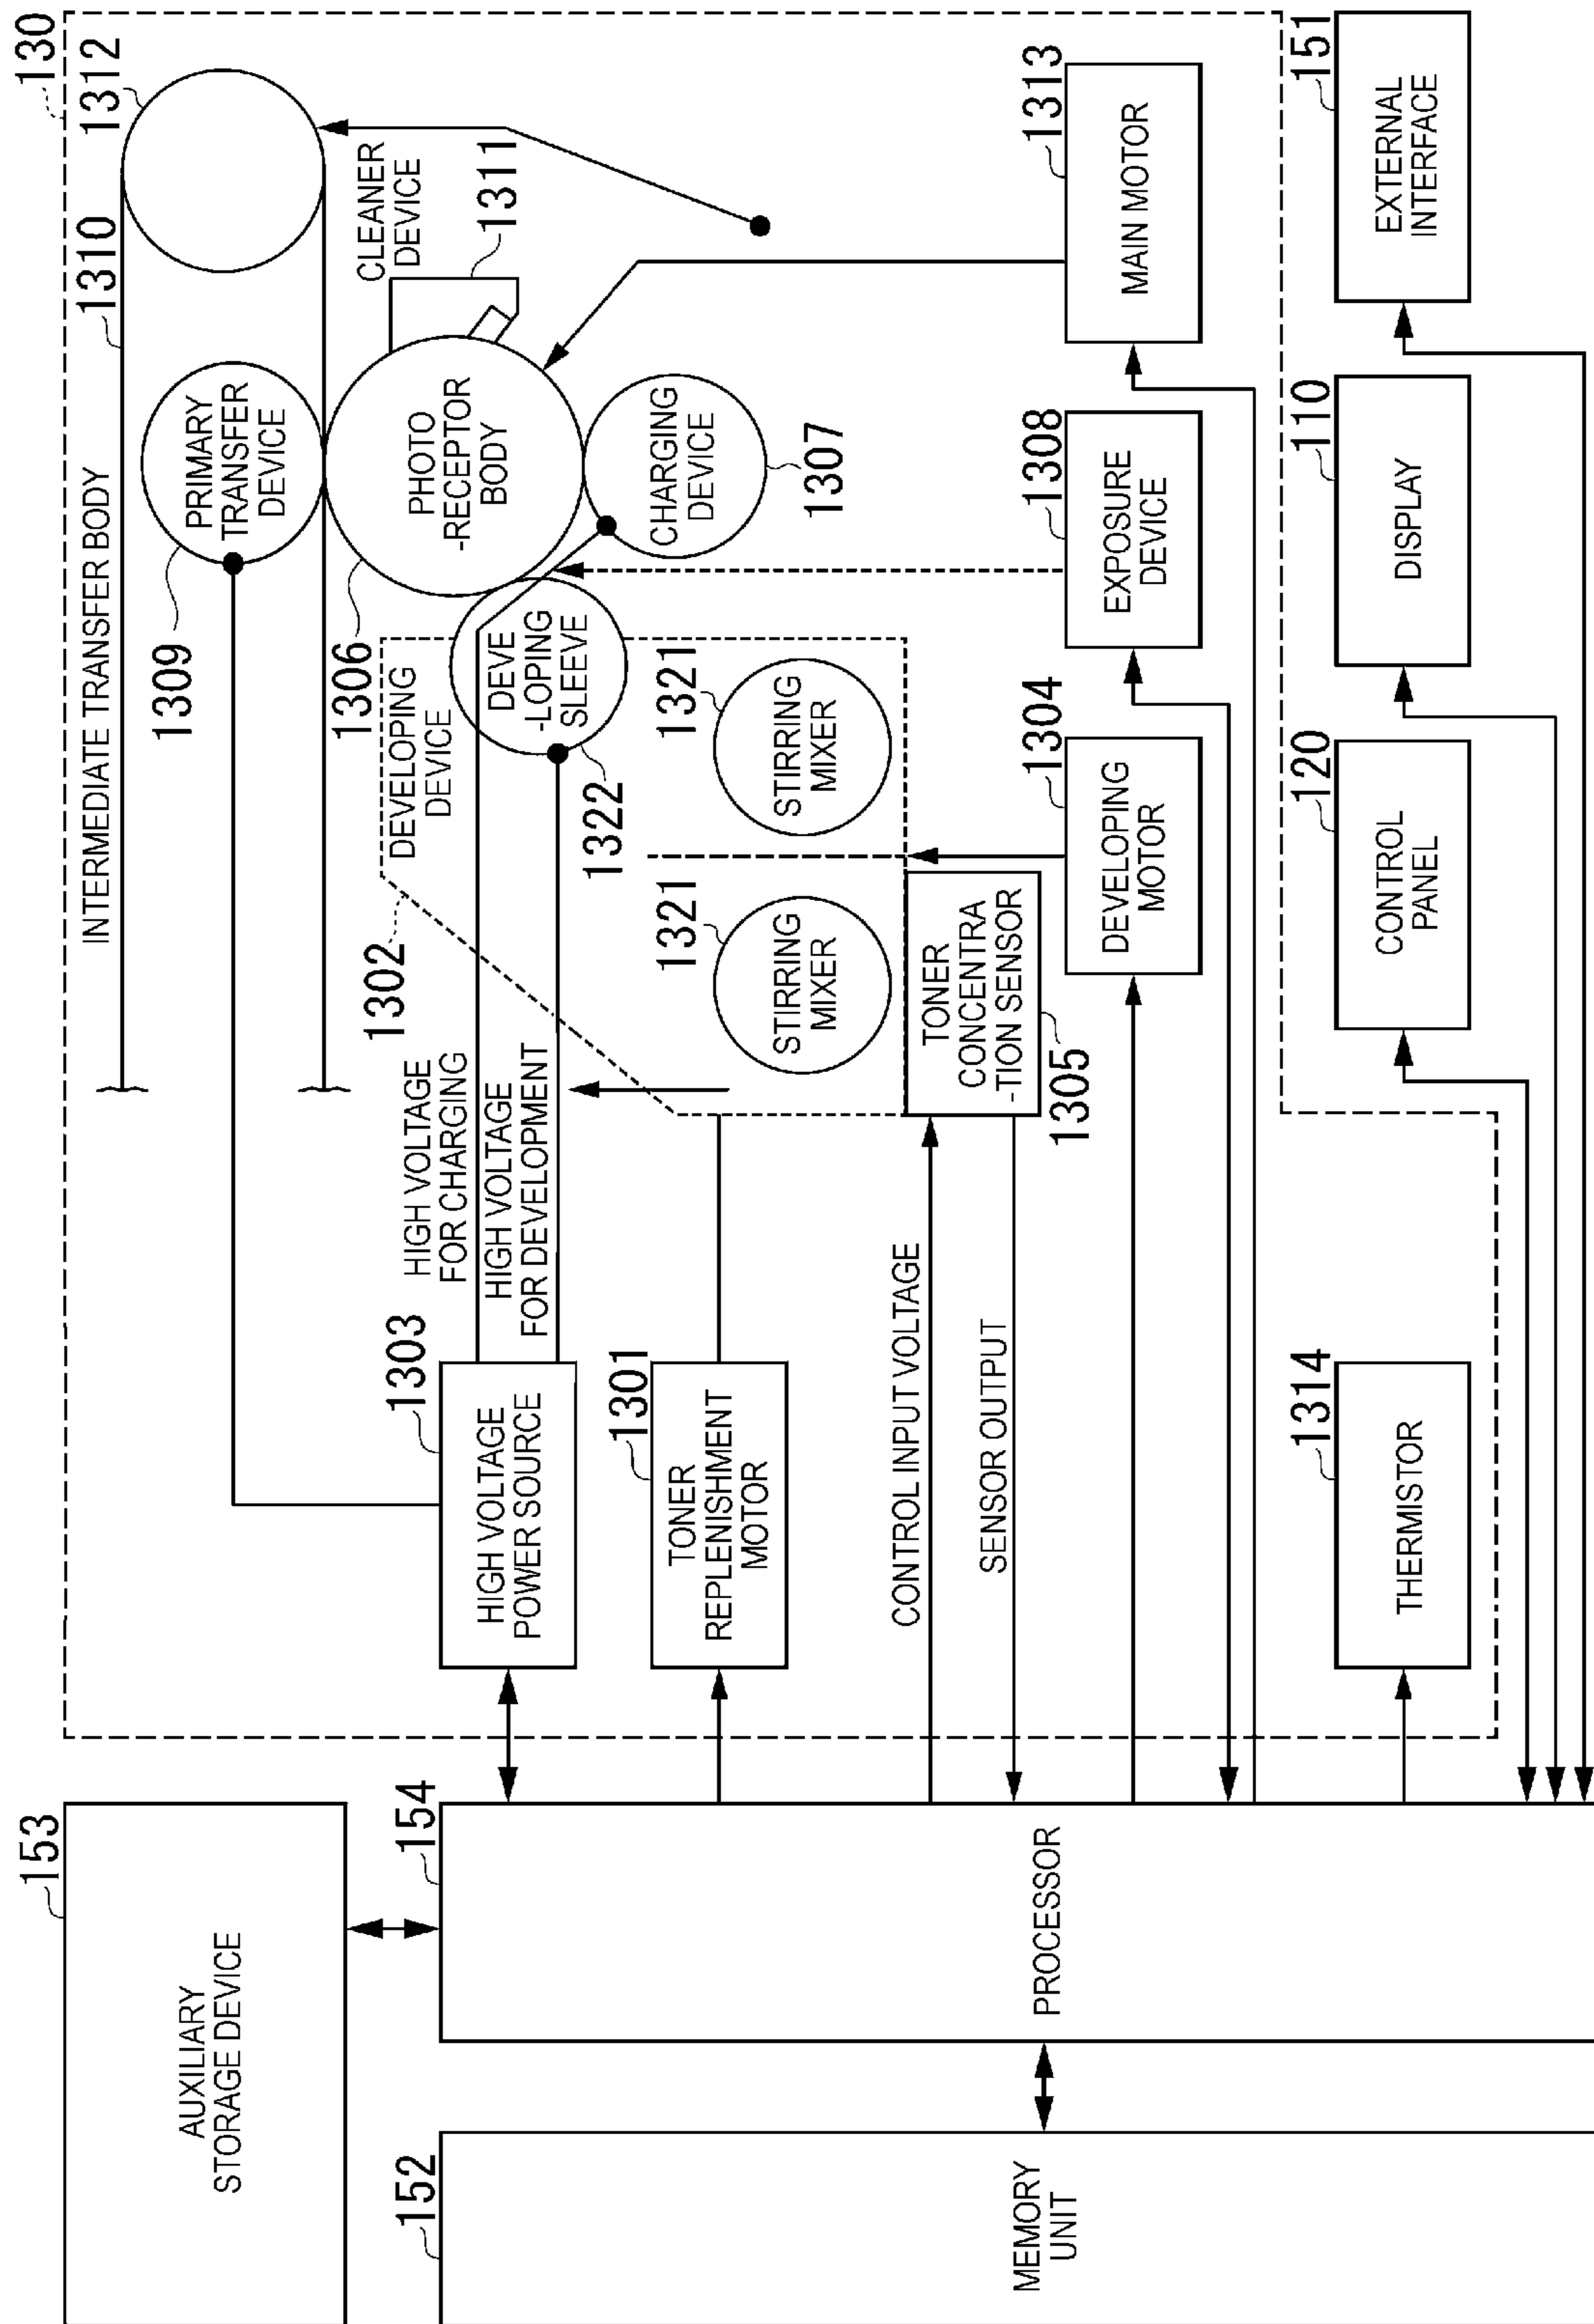 153
AUXILIARY
STORAGE DEVICE
152
MEMORY
UNIT
154
PROCESSOR
130
INTERMEDIATE TRANSFER BODY
1310
1312
1309
PRIMARY
TRANSFER
DEVICE
CLEANER
DEVICE
1311
1306
PHOTO
-RECEPTOR
BODY
1302
DEVELOPING
DEVICE
1303
HIGH VOLTAGE
POWER SOURCE
HIGH VOLTAGE
FOR CHARGING
HIGH VOLTAGE
FOR DEVELOPMENT
DEVE
-LOPING
SLEEVE
1322
CHARGING
DEVICE
1307
1301
TONER
REPLENISHMENT
MOTOR
1321
STIRRING
MIXER
1321
STIRRING
MIXER
CONTROL INPUT VOLTAGE
SENSOR OUTPUT
TONER
CONCENTRA
-TION SENSOR
1305
1304
DEVELOPING
MOTOR
1308
EXPOSURE
DEVICE
1313
MAIN MOTOR
1314
THERMISTOR
120
CONTROL
PANEL
110
DISPLAY
151
EXTERNAL
INTERFACE